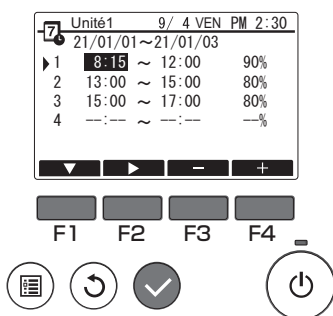 7 Unité1 9/ 4 VEN PM 2:30
21/01/01～21/01/03
1 8:15 ～ 12:00 90%
2 13:00 ～ 15:00 80%
3 15:00 ～ 17:00 80%
4 --:-- ～ --:-- --%
− +
F1 F2 F3 F4